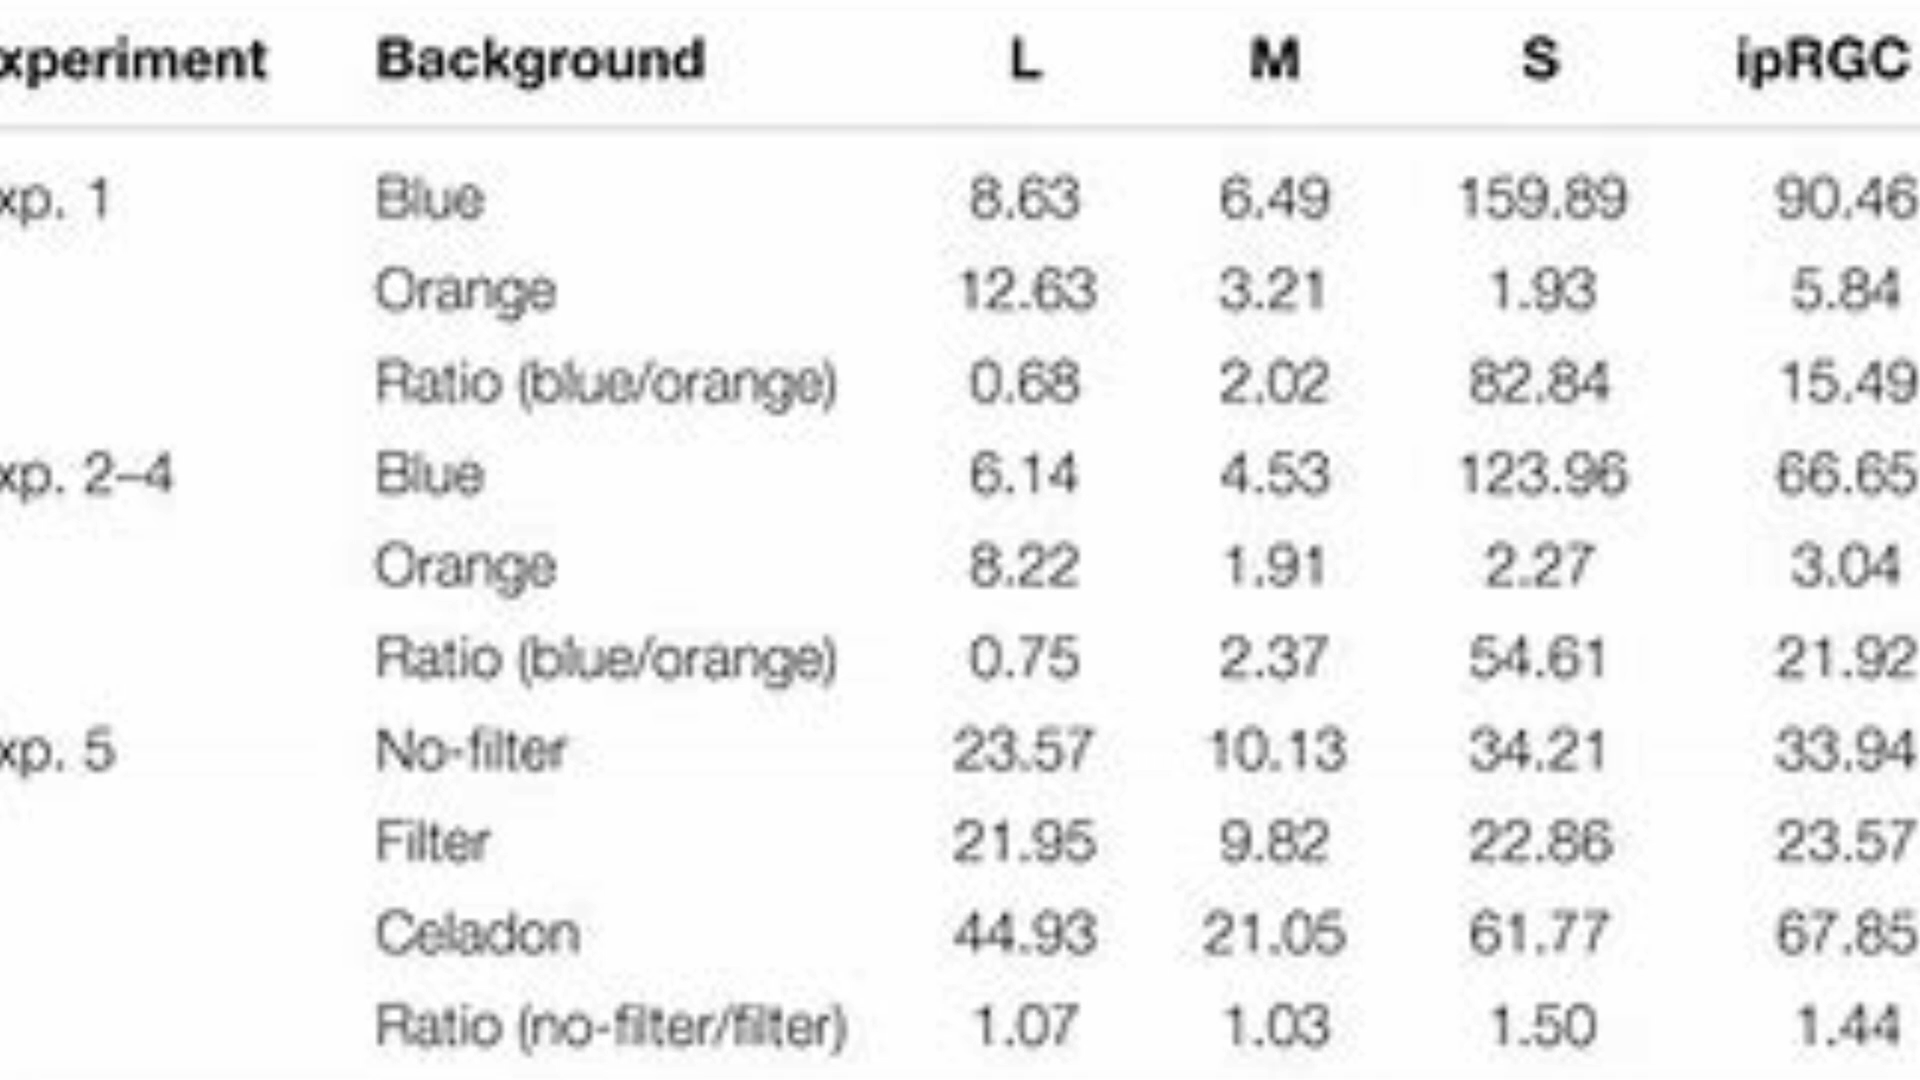 xperiment Background L M S ipRGC
xp. 1 Blue 8.63 6.49 159.89 90.46
Orange 12.63 3.21 1.93 5.84
Ratio (blue/orange) 0.68 2.02 82.84 15.49
xp. 2–4 Blue 6.14 4.53 123.96 66.65
Orange 8.22 1.91 2.27 3.04
Ratio (blue/orange) 0.75 2.37 54.61 21.92
xp. 5 No-filter 23.57 10.13 34.21 33.94
Filter 21.95 9.82 22.86 23.57
Celadon 44.93 21.05 61.77 67.85
Ratio (no-filter/filter) 1.07 1.03 1.50 1.44